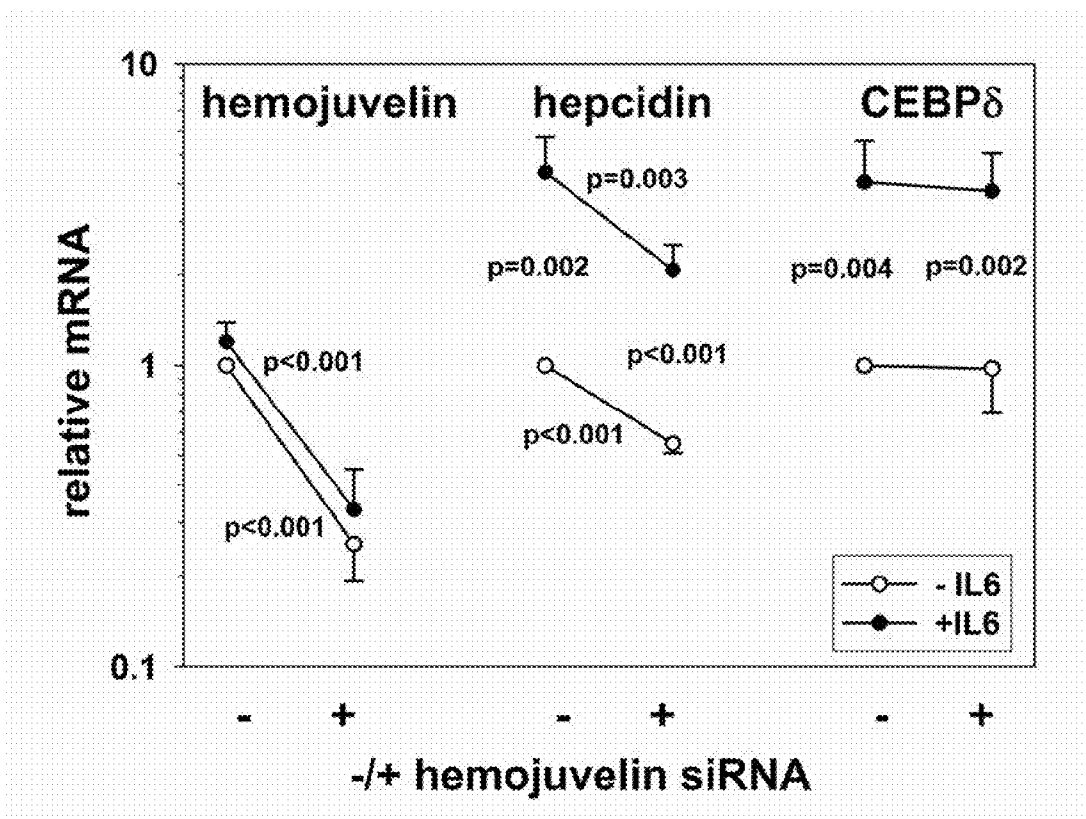 10
hemojuvelin hepcidin CEBPδ
p=0.003
p=0.002 p=0.004 p=0.002
relative mRNA
1
p<0.001 p<0.001
p<0.001
p<0.001
- IL6
+IL6
0.1
- + - + - +
-/+ hemojuvelin siRNA